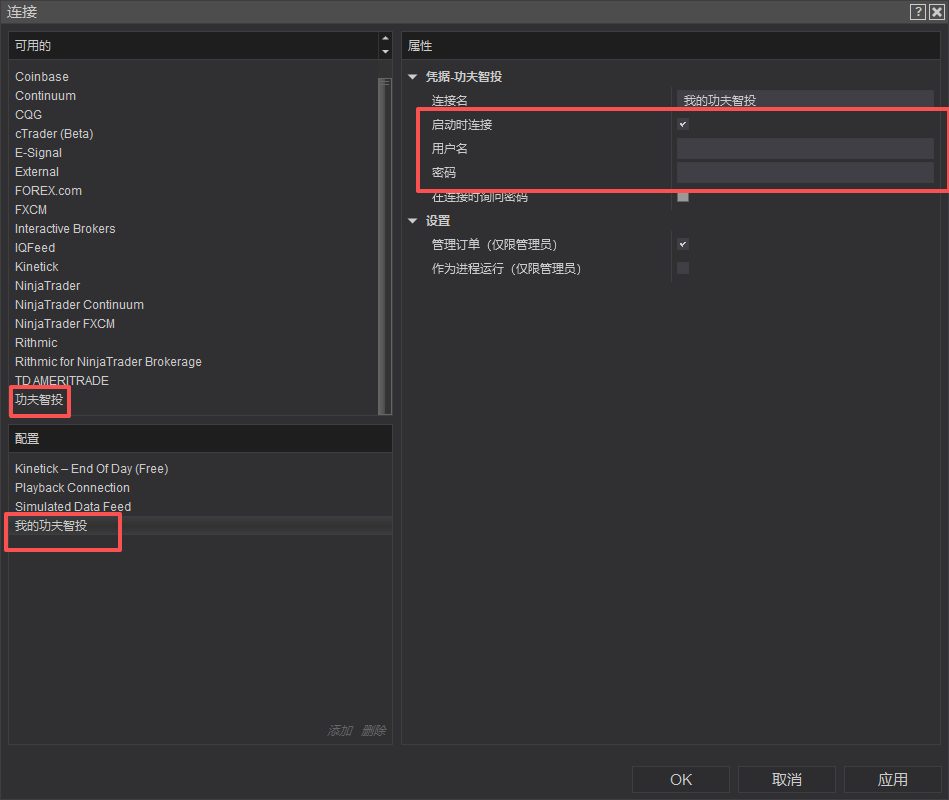 连接
可用的
Coinbase
Continuum
CQG
cTrader (Beta)
E-Signal
External
FOREX.com
FXCM
Interactive Brokers
IQFeed
Kinetick
NinjaTrader
NinjaTrader Continuum
NinjaTrader FXCM
Rithmic
Rithmic for NinjaTrader Brokerage
TD AMERITRADE
功夫智投
配置
Kinetick – End Of Day (Free)
Playback Connection
Simulated Data Feed
我的功夫智投
添加 删除
属性
凭据-功夫智投
连接名 我的功夫智投
启动时连接
用户名
密码
在连接时询问密码
设置
管理订单（仅限管理员）
作为进程运行（仅限管理员）
OK 取消 应用